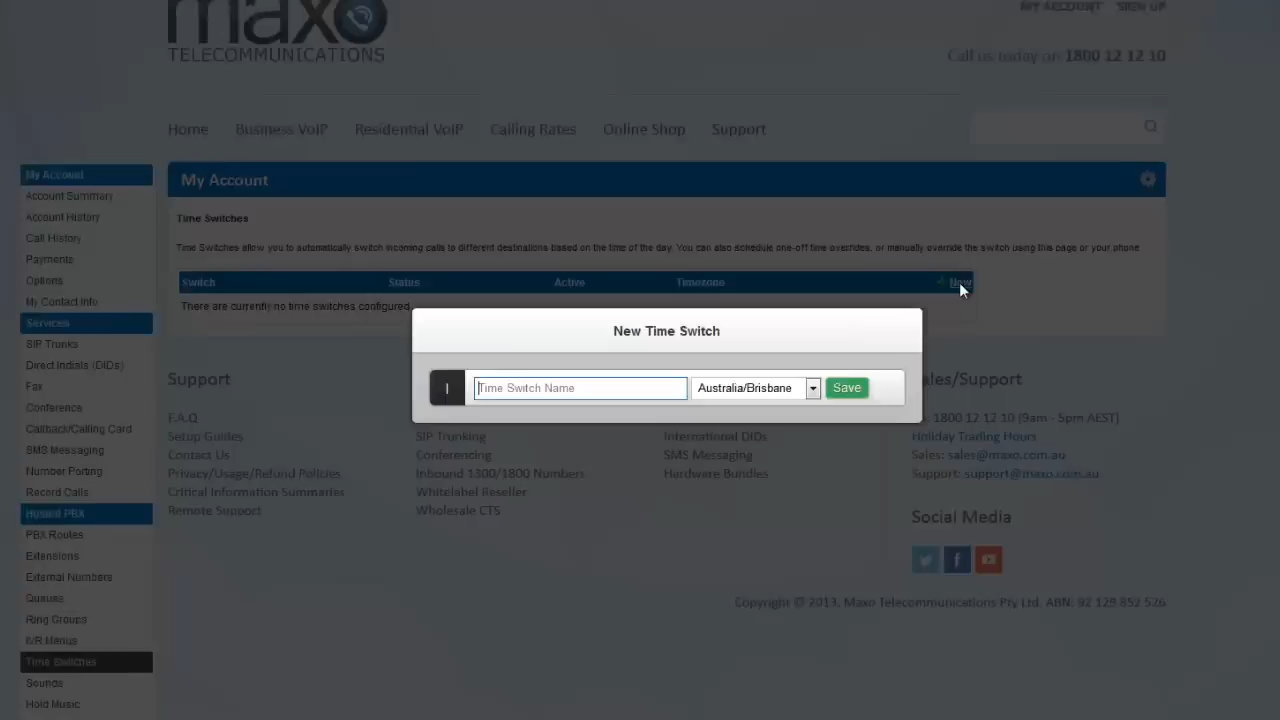 maxo
TELECOMMUNICATIONS
MY ACCOUNT SIGN UP
Call us today on 1800 12 12 10
Home Business VoIP Residential VoIP Calling Rates Online Shop Support
My Account
Account Summary
Account History
Call History
Payments
Options
My Contact Info
Services
SIP Trunks
Direct Indials (DIDs)
Fax
Conference
Callback/Calling Card
SMS Messaging
Number Porting
Record Calls
Hosted PBX
PBX Routes
Extensions
External Numbers
Queues
Ring Groups
IVR Menus
Time Switches
Sounds
Hold Music
My Account
Time Switches
Time Switches allow you to automatically switch incoming calls to different destinations based on the time of the day. You can also schedule one-off time overrides, or manually override the switch using this page or your phone
Switch Status Active Timezone New
There are currently no time switches configured.
New Time Switch
Time Switch Name Australia/Brisbane Save
Support
F.A.Q
Setup Guides
Contact Us
Privacy/Usage/Refund Policies
Critical Information Summaries
Remote Support
SIP Trunking
Conferencing
Inbound 1300/1800 Numbers
Whitelabel Reseller
Wholesale CTS
International DIDs
SMS Messaging
Hardware Bundles
ales/Support
: 1800 12 12 10 (9am - 5pm AEST)
Holiday Trading Hours
Sales: sales@maxo.com.au
Support: support@maxo.com.au
Social Media
Copyright © 2013, Maxo Telecommunications Pty Ltd. ABN: 92 129 852 526